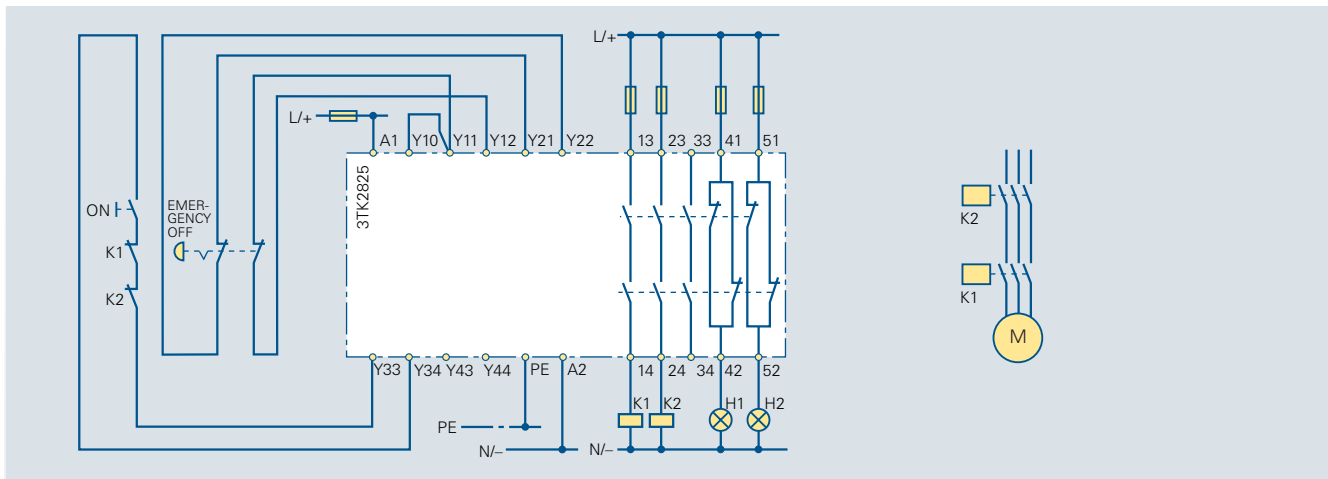 L/+
L/+
A1 Y10 Y11 Y12 Y21 Y22 13 23 33 41 51
3TK2825
ON
EMER-
GENCY
OFF
K1
K2
K2
K1
M
Y33 Y34 Y43 Y44 PE A2 14 24 34 42 52
K1 K2 H1 H2
PE
N/– N/–